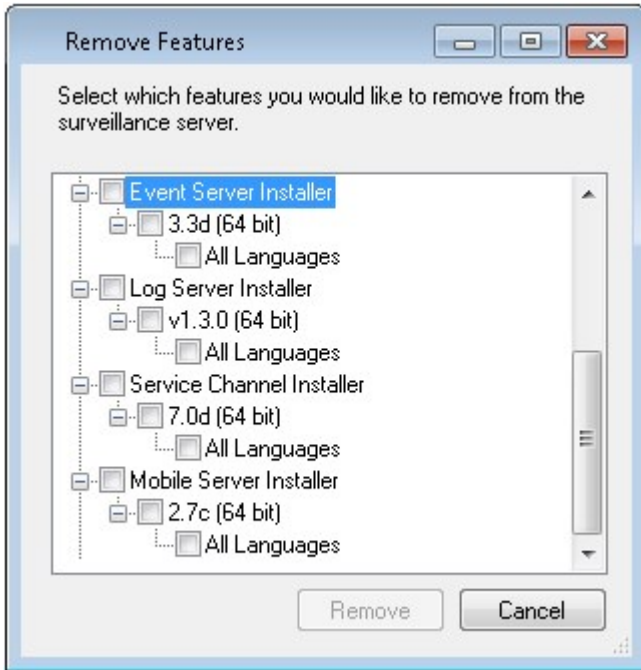 Remove Features
Select which features you would like to remove from the
surveillance server.
Event Server Installer
3.3d (64 bit)
All Languages
Log Server Installer
v1.3.0 (64 bit)
All Languages
Service Channel Installer
7.0d (64 bit)
All Languages
Mobile Server Installer
2.7c (64 bit)
All Languages
Remove
Cancel